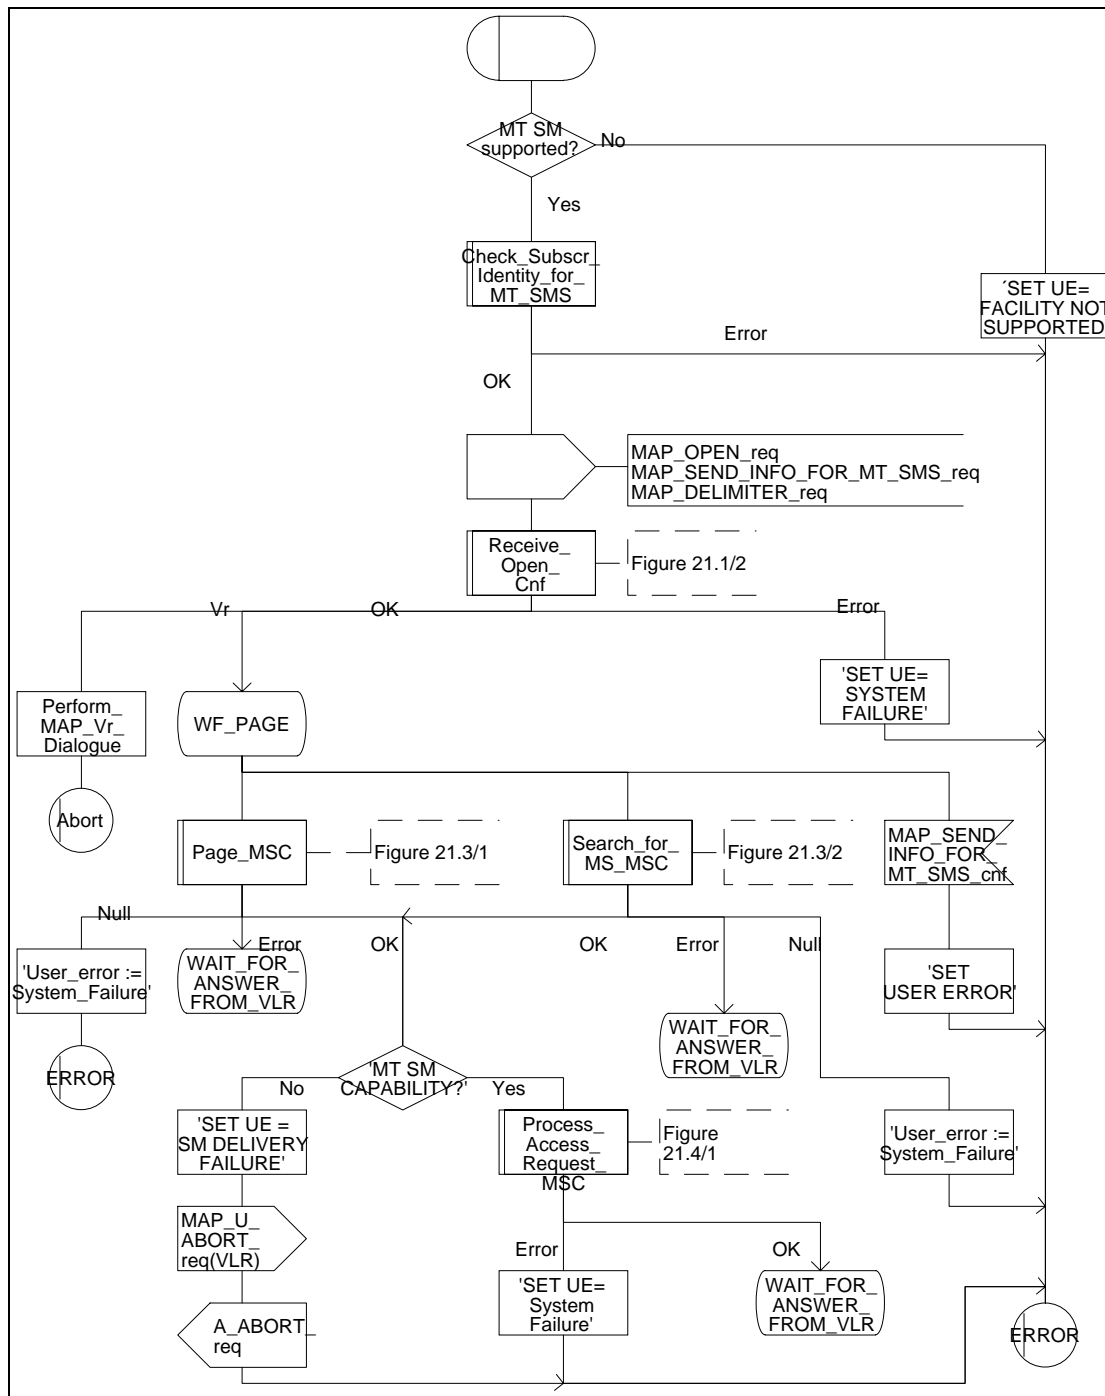 MT SM
supported?
No
Yes
Check_Subscr_
Identity_for_
MT_SMS
´SET UE=
FACILITY NOT
SUPPORTED
Error
OK
MAP_OPEN_req
MAP_SEND_INFO_FOR_MT_SMS_req
MAP_DELIMITER_req
Receive_
Open_
Cnf
Figure 21.1/2
Vr
OK
Error
'SET UE=
SYSTEM
FAILURE'
Perform_
MAP_Vr_
Dialogue
WF_PAGE
Abort
Page_MSC
Figure 21.3/1
Search_for_
MS_MSC
Figure 21.3/2
MAP_SEND_
INFO_FOR_
MT_SMS_cnf
Null
Error
OK
OK
Error
Null
'User_error :=
System_Failure'
WAIT_FOR_
ANSWER_
FROM_VLR
'SET
USER ERROR'
WAIT_FOR_
ANSWER_
FROM_VLR
ERROR
'MT SM
CAPABILITY?'
No
Yes
'SET UE =
SM DELIVERY
FAILURE'
Process_
Access_
Request_
MSC
Figure
21.4/1
'User_error :=
System_Failure'
MAP_U_
ABORT_
req(VLR)
Error
OK
'SET UE=
System
Failure'
WAIT_FOR_
ANSWER_
FROM_VLR
A_ABORT_
req
ERROR